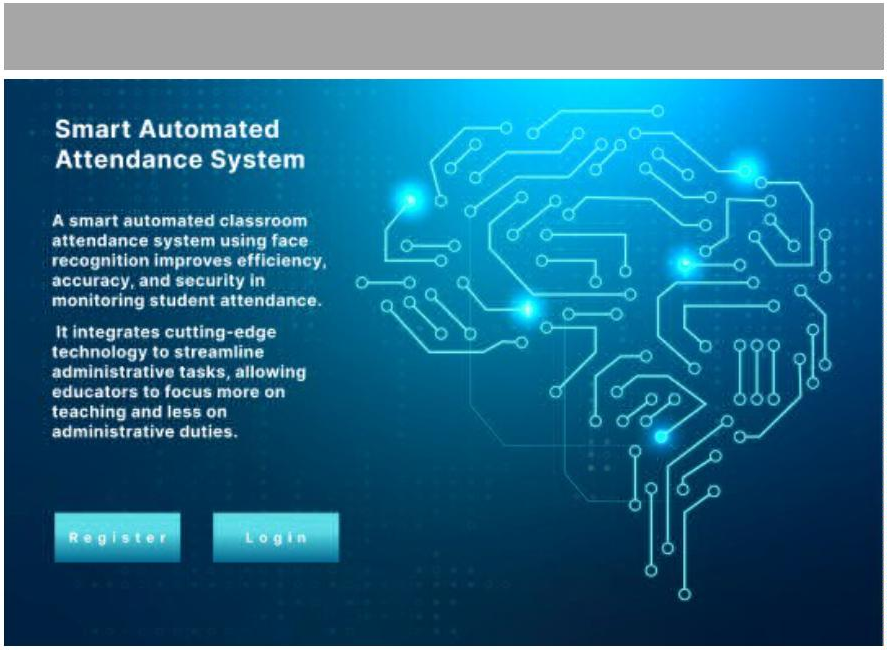 Smart Automated
Attendance System
A smart automated classroom
attendance system using face
recognition improves efficiency,
accuracy, and security in
monitoring student attendance.
It integrates cutting-edge
technology to streamline
administrative tasks, allowing
educators to focus more on
teaching and less on
administrative duties.
Register Login